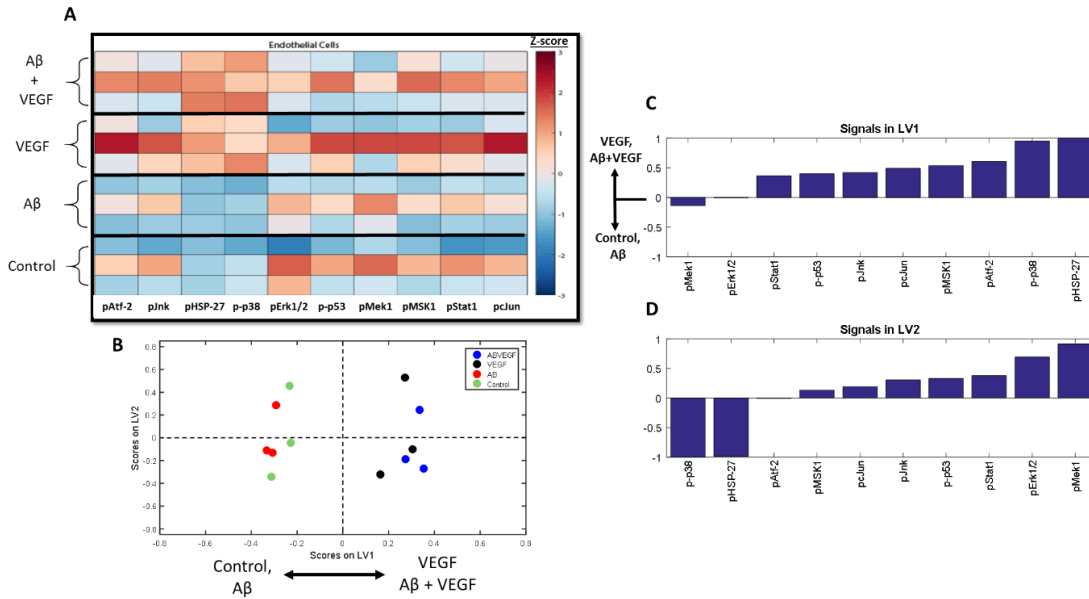 A
Endothelial Cells
Z-score
Aβ
+
VEGF
VEGF
Aβ
Control
3
2
1
0
-1
-2
-3
pAtf-2 pJnk pHSP-27 p-p38 pErk1/2 p-p53 pMek1 pMSK1 pStat1 pcJun
B
ABVEGF
VEGF
AB
Control
Scores on LV2
0.8
0.6
0.4
0.2
0
-0.2
-0.4
-0.6
-0.8
-0.8 -0.6 -0.4 -0.2 0 0.2 0.4 0.6 0.8
Scores on LV1
Control,
Aβ
VEGF
Aβ + VEGF
C
Signals in LV1
VEGF,
Aβ+VEGF
Control,
Aβ
1
0.5
0
-0.5
-1
pMek1 pErk1/2 pStat1 p-p53 pJnk pcJun pMSK1 pAtf-2 p-p38 pHSP-27
D
Signals in LV2
1
0.5
0
-0.5
-1
p-p38 pHSP-27 pAtf-2 pMSK1 pcJun pJnk p-p53 pStat1 pErk1/2 pMek1